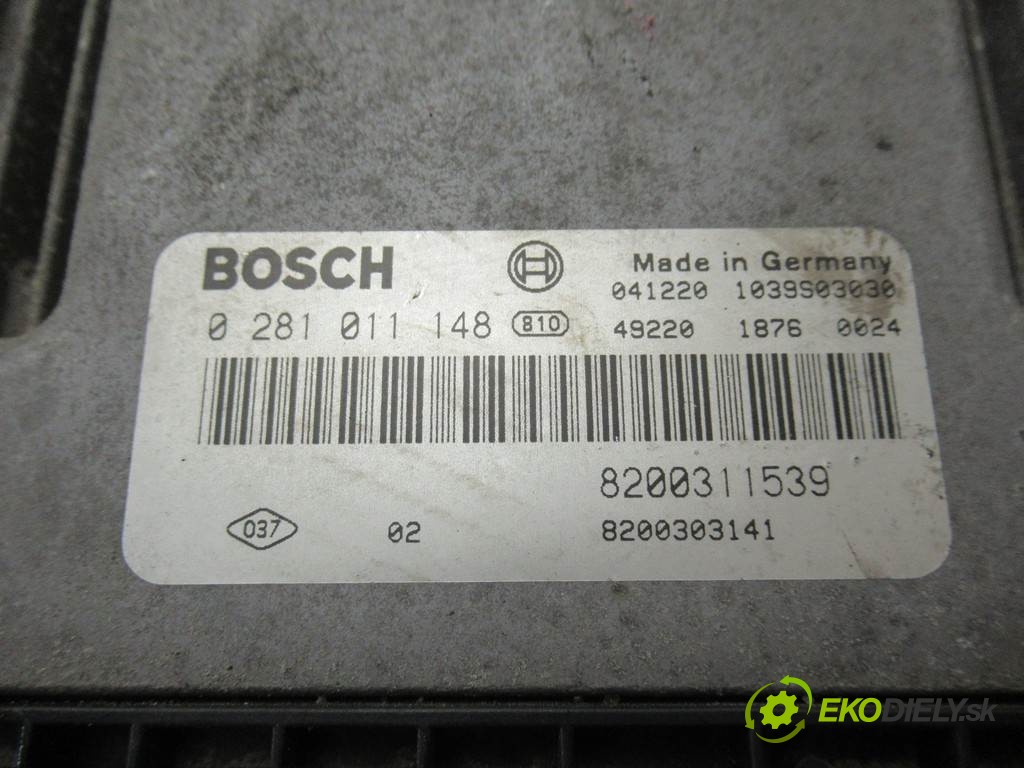 BOSCH
Made in Germany
041220 1039S03030
0 281 011 148 810 49220 1876 0024
8200311539
037 02 8200303141
EKODIELY.sk